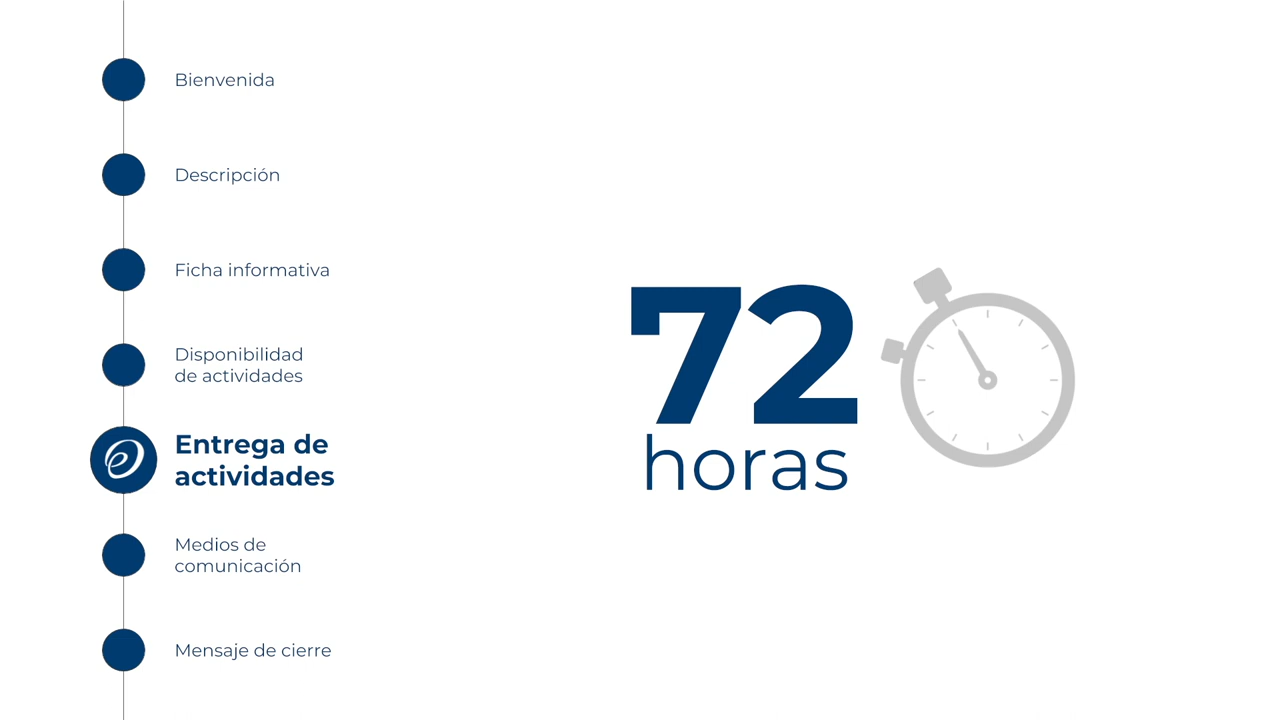 Bienvenida
Descripción
Ficha informativa
Disponibilidad
de actividades
Entrega de
actividades
Medios de
comunicación
Mensaje de cierre
72
horas